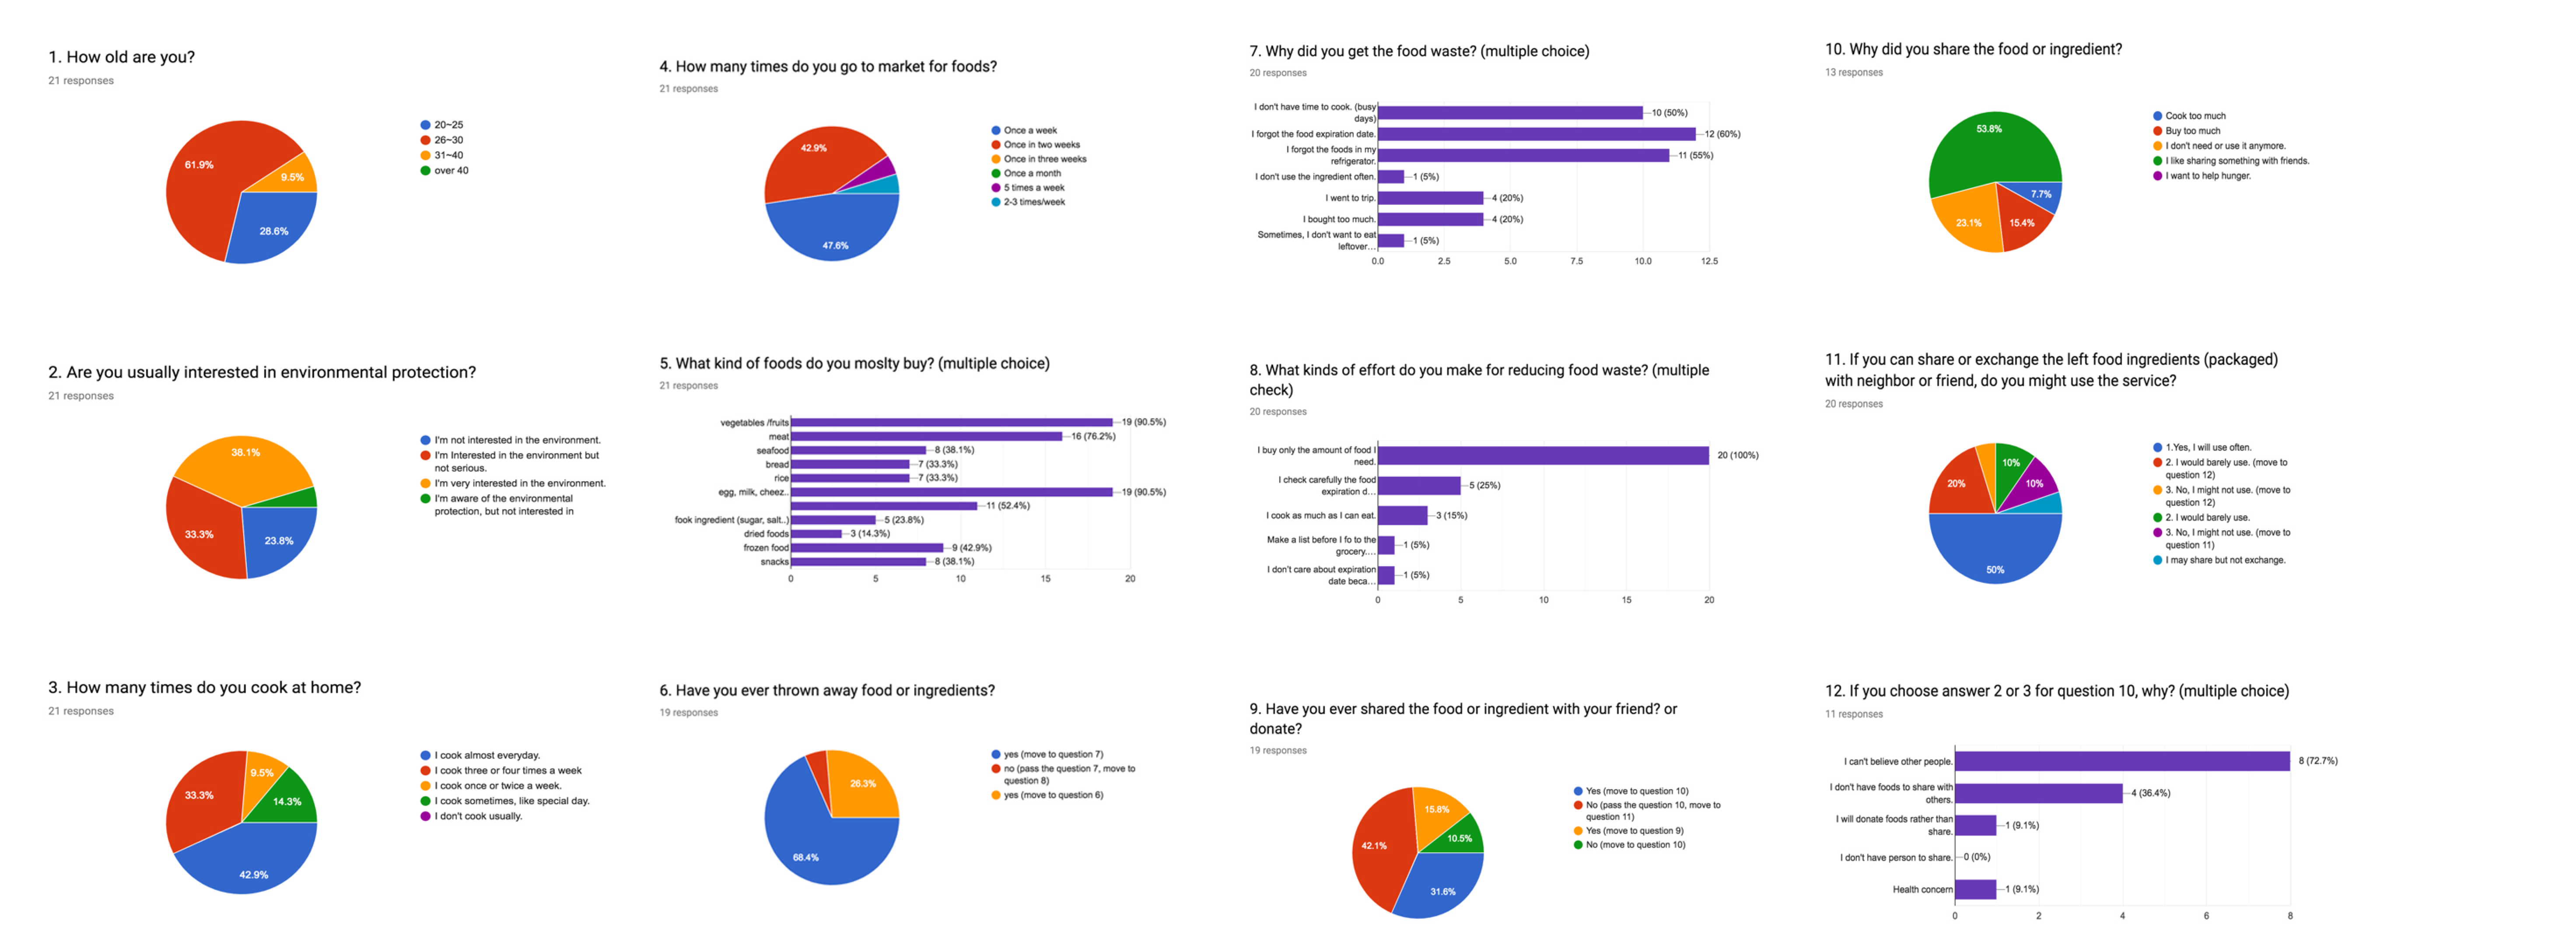 1. How old are you?
21 responses
61.9%
9.5%
28.6%
20~25
26~30
31~40
over 40
2. Are you usually interested in environmental protection?
21 responses
38.1%
33.3%
23.8%
I'm not interested in the environment.
I'm Interested in the environment but
not serious.
I'm very interested in the environment.
I'm aware of the environmental
protection, but not interested in
3. How many times do you cook at home?
21 responses
9.5%
33.3%
14.3%
42.9%
I cook almost everyday.
I cook three or four times a week
I cook once or twice a week.
I cook sometimes, like special day.
I don't cook usually.
4. How many times do you go to market for foods?
21 responses
42.9%
47.6%
Once a week
Once in two weeks
Once in three weeks
Once a month
5 times a week
2-3 times/week
5. What kind of foods do you moslty buy? (multiple choice)
21 responses
vegetables /fruits
19 (90.5%)
meat
16 (76.2%)
seafood
8 (38.1%)
bread
7 (33.3%)
rice
7 (33.3%)
egg, milk, cheez..
19 (90.5%)
11 (52.4%)
fook ingredient (sugar, salt..)
5 (23.8%)
dried foods
3 (14.3%)
frozen food
9 (42.9%)
snacks
8 (38.1%)
0 5 10 15 20
6. Have you ever thrown away food or ingredients?
19 responses
26.3%
68.4%
yes (move to question 7)
no (pass the question 7, move to
question 8)
yes (move to question 6)
7. Why did you get the food waste? (multiple choice)
20 responses
I don't have time to cook. (busy
days)
10 (50%)
I forgot the food expiration date.
12 (60%)
I forgot the foods in my
refrigerator.
11 (55%)
I don't use the ingredient often.
1 (5%)
I went to trip.
4 (20%)
I bought too much.
4 (20%)
Sometimes, I don't want to eat
leftover…
1 (5%)
0.0 2.5 5.0 7.5 10.0 12.5
8. What kinds of effort do you make for reducing food waste? (multiple
check)
20 responses
I buy only the amount of food I
need.
20 (100%)
I check carefully the food
expiration d…
5 (25%)
I cook as much as I can eat.
3 (15%)
Make a list before I fo to the
grocery.…
1 (5%)
I don't care about expiration
date beca…
1 (5%)
0 5 10 15 20
9. Have you ever shared the food or ingredient with your friend? or
donate?
19 responses
15.8%
42.1%
10.5%
31.6%
Yes (move to question 10)
No (pass the question 10, move to
question 11)
Yes (move to question 9)
No (move to question 10)
10. Why did you share the food or ingredient?
13 responses
53.8%
7.7%
23.1%
15.4%
Cook too much
Buy too much
I don't need or use it anymore.
I like sharing something with friends.
I want to help hunger.
11. If you can share or exchange the left food ingredients (packaged)
with neighbor or friend, do you might use the service?
20 responses
10%
20%
10%
50%
1.Yes, I will use often.
2. I would barely use. (move to
question 12)
3. No, I might not use. (move to
question 12)
2. I would barely use.
3. No, I might not use. (move to
question 11)
I may share but not exchange.
12. If you choose answer 2 or 3 for question 10, why? (multiple choice)
11 responses
I can't believe other people.
8 (72.7%)
I don't have foods to share with
others.
4 (36.4%)
I will donate foods rather than
share.
1 (9.1%)
I don't have person to share.
0 (0%)
Health concern
1 (9.1%)
0 2 4 6 8